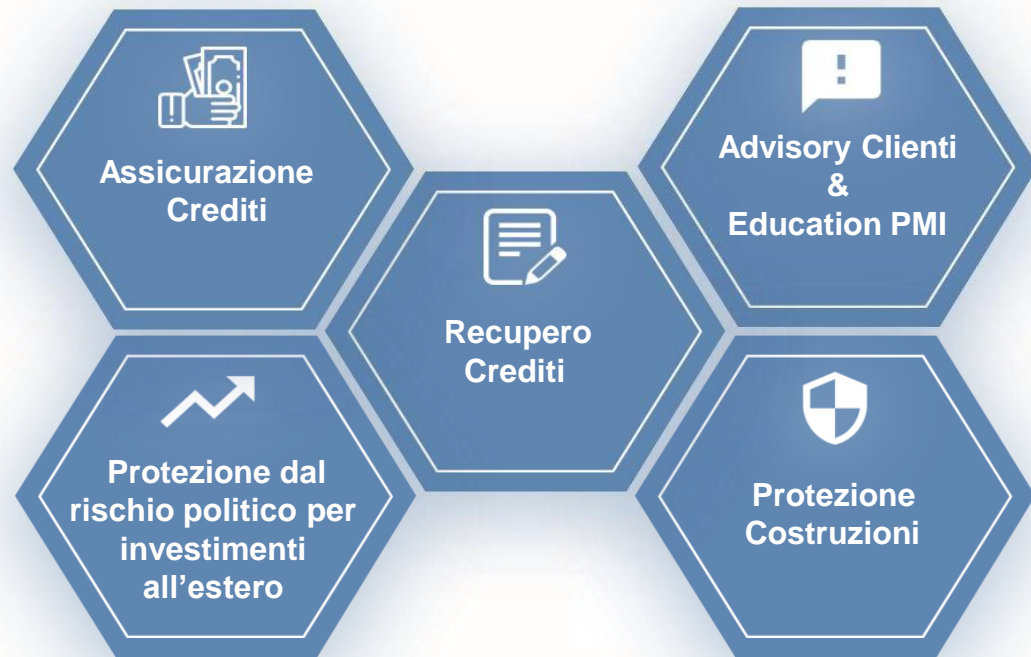 Assicurazione
Crediti
Advisory Clienti
&
Education PMI
Recupero
Crediti
Protezione dal
rischio politico per
investimenti
all’estero
Protezione
Costruzioni